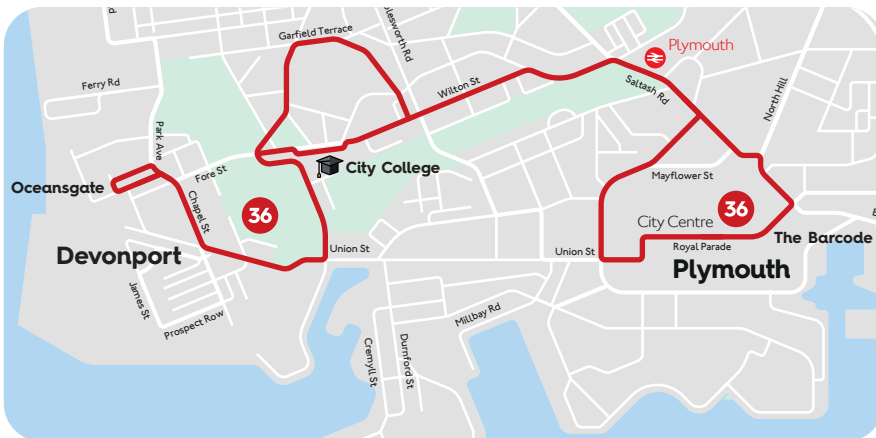 Garfield Terrace
Plymouth
Ferry Rd
Wilton St
Saltash Rd
North Hill
Park Ave
Fore St
City College
Mayflower St
Oceansgate
Chapel St
36
City Centre
36
Union St
Union St
Royal Parade
The Barcode
Devonport
Plymouth
James St
Prospect Row
Millbay Rd
Cremyll St
Durnford St